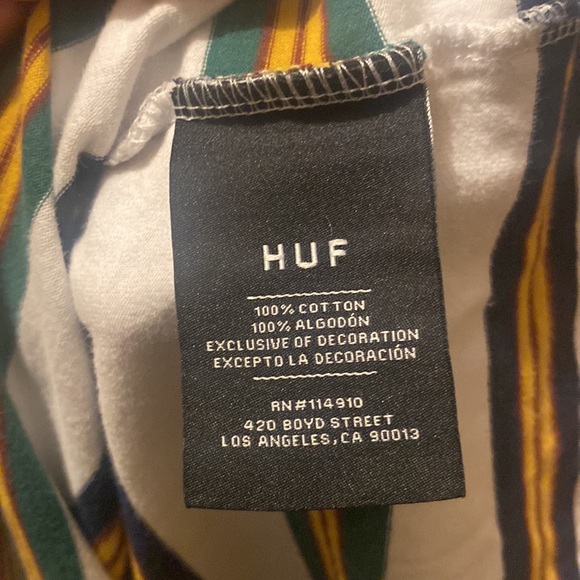 HUF
100% COTTON
100% ALGODÓN
EXCLUSIVE OF DECORATION
EXCEPTO LA DECORACIÓN
RN#114910
420 BOYD STREET
LOS ANGELES, CA 90013